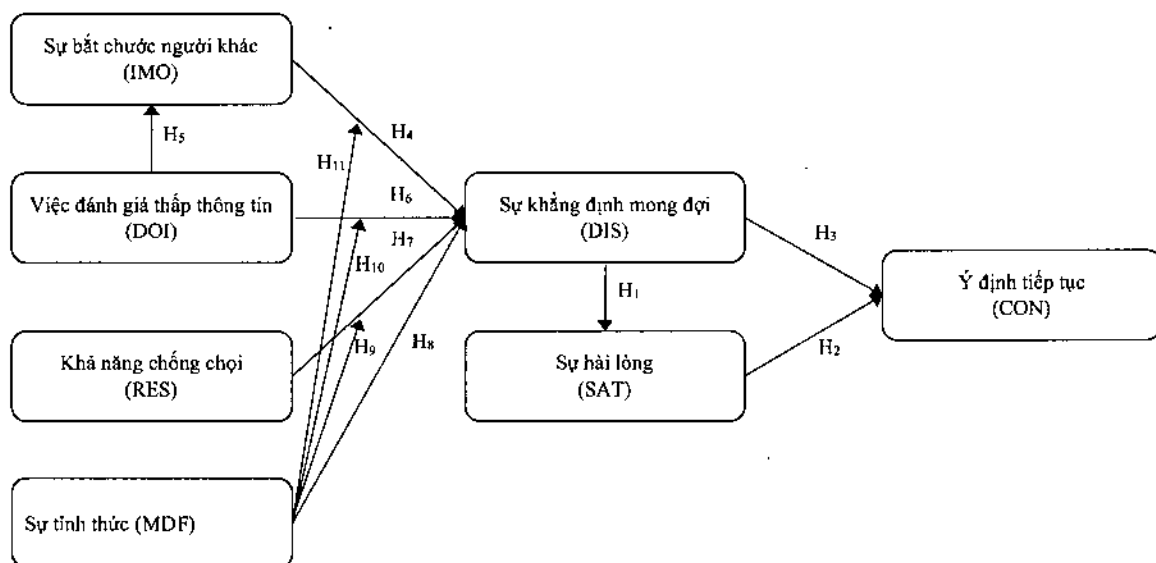 Sự bắt chước người khác
(IMO)
H₅
H₄
H₁₁
Việc đánh giá thấp thông tin
(DOI)
H₆
H₇
H₁₀
Sự khẳng định mong đợi
(DIS)
H₃
H₁
Ý định tiếp tục
(CON)
Khả năng chống chọi
(RES)
H₉
H₈
Sự hài lòng
(SAT)
H₂
Sự tỉnh thức (MDF)